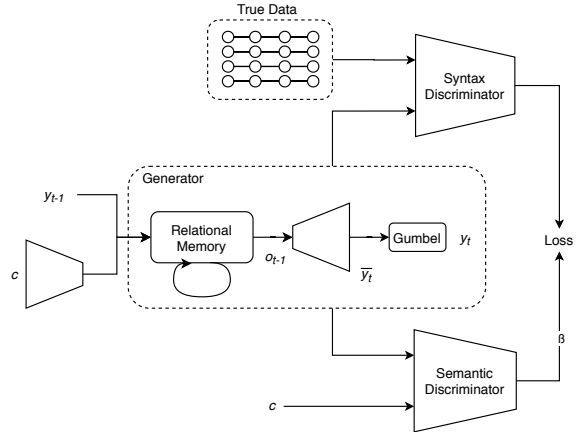 True Data
Syntax
Discriminator
Generator
y_{t-1}
Relational
Memory
Gumbel
y_t
o_{t-1}
\overline{y_t}
c
Loss
β
Semantic
Discriminator
c